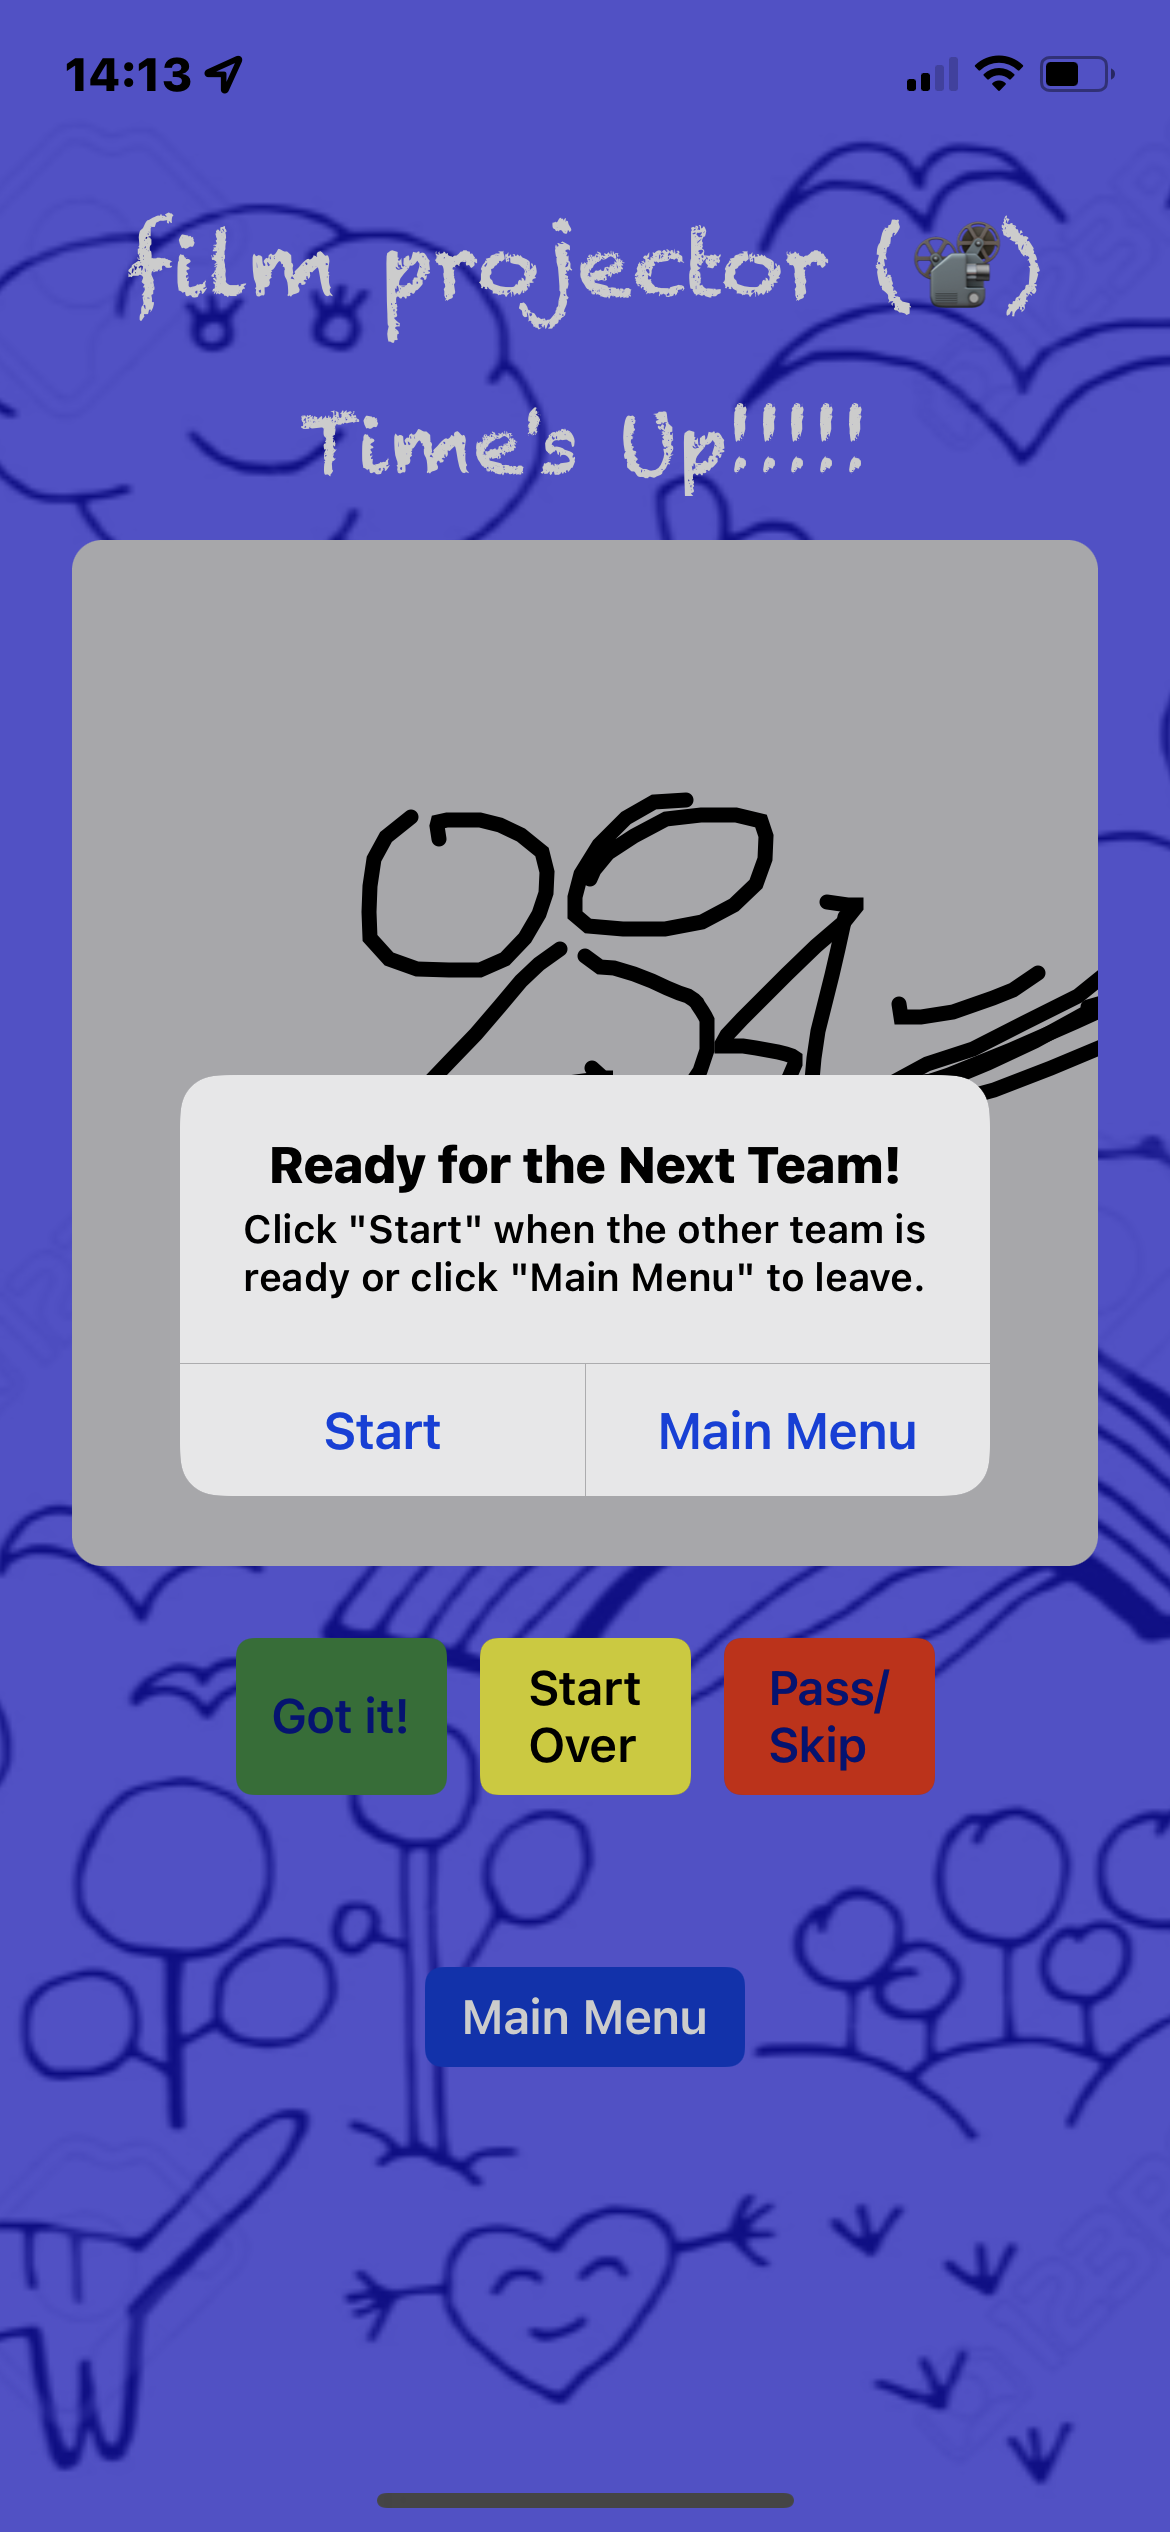 14:13
film projector (📽)
Time's Up!!!!!
Ready for the Next Team!
Click "Start" when the other team is
ready or click "Main Menu" to leave.
Start Main Menu
Got it!
Start
Over
Pass/
Skip
Main Menu